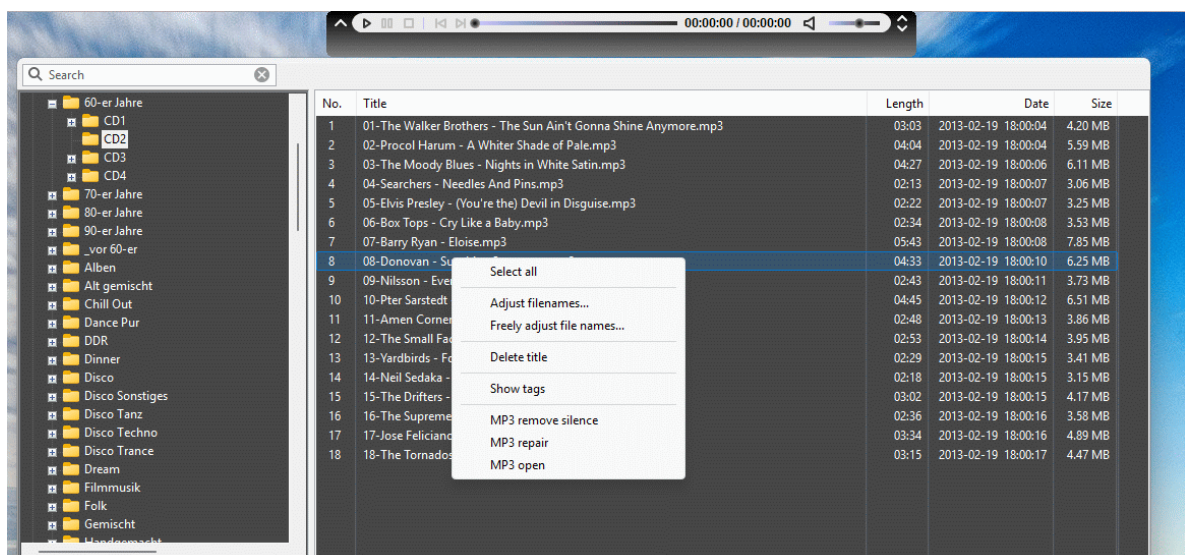 00:00:00 / 00:00:00
Search
60-er Jahre
CD1
CD2
CD3
CD4
70-er Jahre
80-er Jahre
90-er Jahre
_vor 60-er
Alben
Alt gemischt
Chill Out
Dance Pur
DDR
Dinner
Disco
Disco Sonstiges
Disco Tanz
Disco Techno
Disco Trance
Dream
Filmmusik
Folk
Gemischt
Handgemacht
No. Title Length Date Size
1 01-The Walker Brothers - The Sun Ain't Gonna Shine Anymore.mp3 03:03 2013-02-19 18:00:04 4.20 MB
2 02-Procol Harum - A Whiter Shade of Pale.mp3 04:04 2013-02-19 18:00:04 5.59 MB
3 03-The Moody Blues - Nights in White Satin.mp3 04:27 2013-02-19 18:00:06 6.11 MB
4 04-Searchers - Needles And Pins.mp3 02:13 2013-02-19 18:00:07 3.06 MB
5 05-Elvis Presley - (You're the) Devil in Disguise.mp3 02:22 2013-02-19 18:00:07 3.25 MB
6 06-Box Tops - Cry Like a Baby.mp3 02:34 2013-02-19 18:00:08 3.53 MB
7 07-Barry Ryan - Eloise.mp3 05:43 2013-02-19 18:00:08 7.85 MB
8 08-Donovan - 04:33 2013-02-19 18:00:10 6.25 MB
9 09-Nilsson - 02:43 2013-02-19 18:00:11 3.73 MB
10 10-Pter Sarstedt 04:45 2013-02-19 18:00:12 6.51 MB
11 11-Amen Corner 02:48 2013-02-19 18:00:13 3.86 MB
12 12-The Small 02:53 2013-02-19 18:00:14 3.95 MB
13 13-Yardbirds - 02:29 2013-02-19 18:00:15 3.41 MB
14 14-Neil Sedaka - 02:18 2013-02-19 18:00:15 3.15 MB
15 15-The Drifters - 03:02 2013-02-19 18:00:15 4.17 MB
16 16-The Supreme 02:36 2013-02-19 18:00:16 3.58 MB
17 17-Jose Feliciano 03:34 2013-02-19 18:00:16 4.89 MB
18 18-The Tornados 03:15 2013-02-19 18:00:17 4.47 MB
Select all
Adjust filenames...
Freely adjust file names...
Delete title
Show tags
MP3 remove silence
MP3 repair
MP3 open